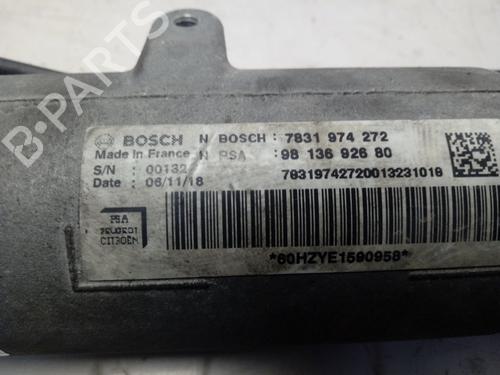 BOSCH N BOSCH : 7831 974 272
Made In France N PSA : 98 136 926 80
S/N : 00132 78319742720013231018
Date : 06/11/18
PSA
PEUGEOT
CITROËN
*60HZYE1590958*